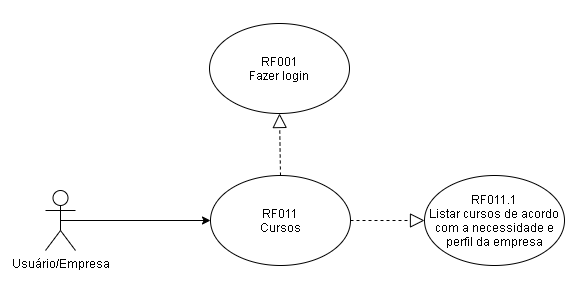 RF001
Fazer login
RF011
Cursos
RF011.1
Listar cursos de acordo
com a necessidade e
perfil da empresa
Usuário/Empresa